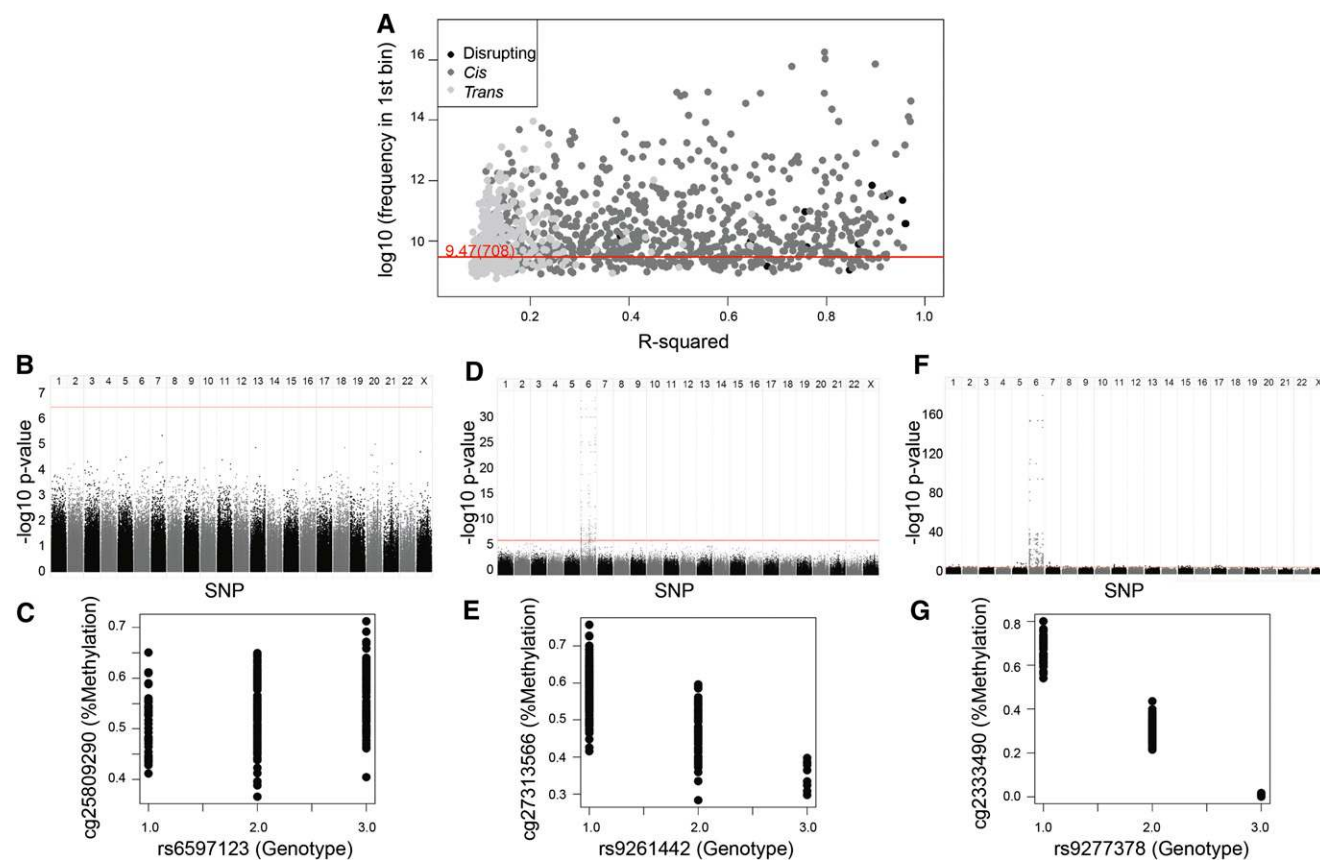 A
log10 (frequency in 1st bin)
16
14
12
10
Disrupting
Cis
Trans
9.47(708)
0.2 0.4 0.6 0.8 1.0
R-squared
B
1 2 3 4 5 6 7 8 9 10 11 12 13 14 15 16 17 18 19 20 21 22 X
-log10 p-value
7
6
5
4
3
2
1
0
SNP
D
1 2 3 4 5 6 7 8 9 10 11 12 13 14 15 16 17 18 19 20 21 22 X
-log10 p-value
30
25
20
15
10
5
0
SNP
F
1 2 3 4 5 6 7 8 9 10 11 12 13 14 15 16 17 18 19 20 21 22 X
-log10 p-value
160
120
80
40
0
SNP
C
cg25809290 (%Methylation)
0.7
0.6
0.5
0.4
1.0 2.0 3.0
rs6597123 (Genotype)
E
cg27313566 (%Methylation)
0.7
0.6
0.5
0.4
0.3
1.0 2.0 3.0
rs9261442 (Genotype)
G
cg2333490 (%Methylation)
0.8
0.6
0.4
0.2
0.0
1.0 2.0 3.0
rs9277378 (Genotype)